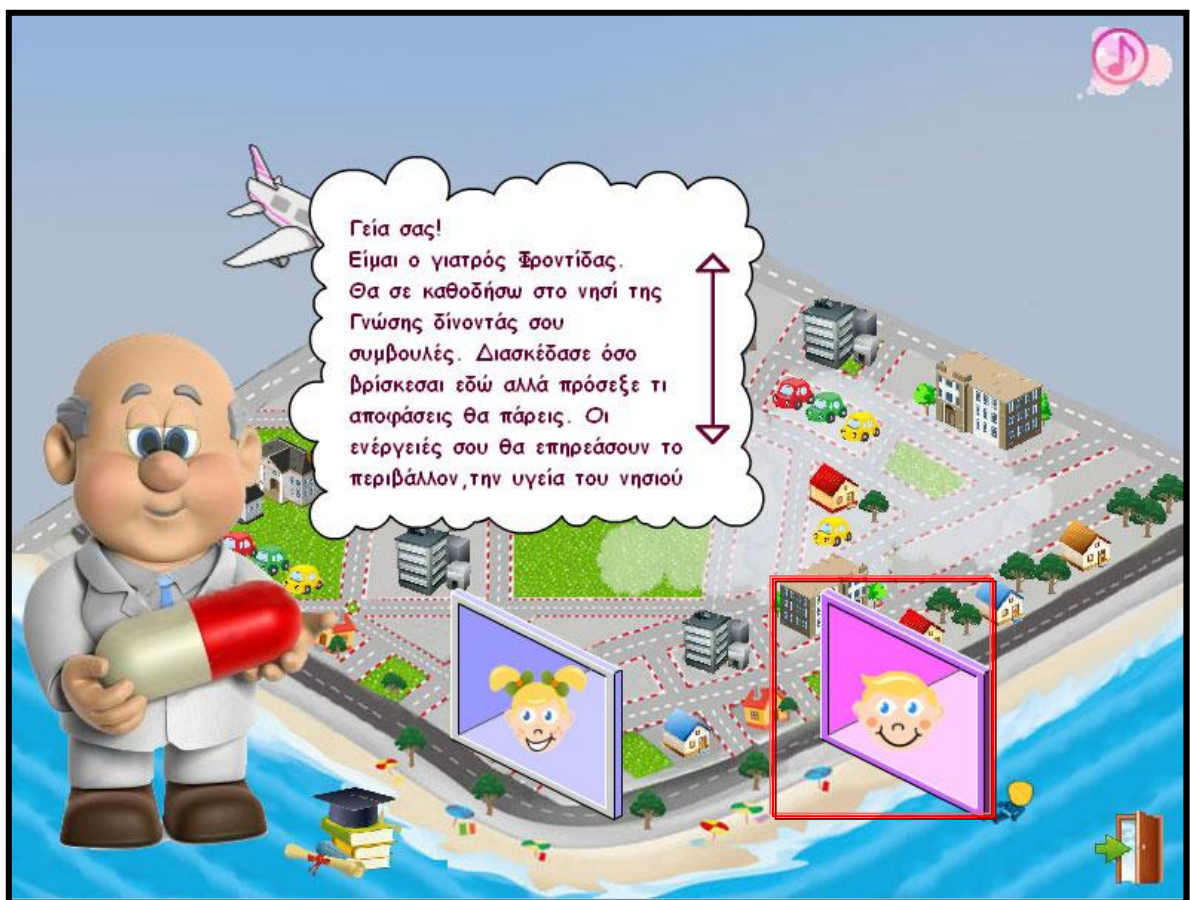 Γεία σας!
Είμαι ο γιατρός Φροντίδας.
Θα σε καθοδήσω στο νησί της
Γνώσης δίνοντάς σου
συμβουλές. Διασκέδασε όσο
βρίσκεσαι εδώ αλλά πρόσεξε τι
αποφάσεις θα πάρεις. Οι
ενέργειές σου θα επηρεάσουν το
περιβάλλον,την υγεία του νησιού